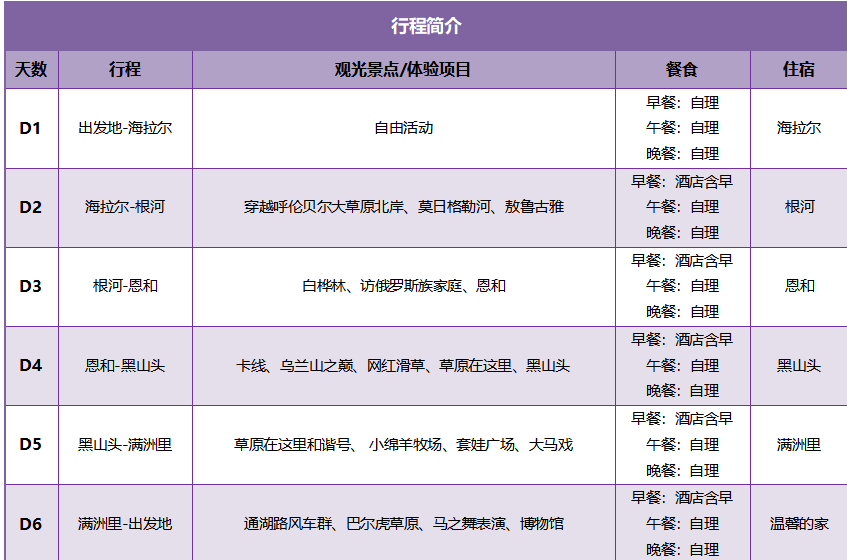 行程简介
天数 行程 观光景点/体验项目 餐食 住宿
D1 出发地-海拉尔 自由活动 早餐：自理
午餐：自理
晚餐：自理 海拉尔
D2 海拉尔-根河 穿越呼伦贝尔大草原北岸、莫日格勒河、敖鲁古雅 早餐：酒店含早
午餐：自理
晚餐：自理 根河
D3 根河-恩和 白桦林、访俄罗斯族家庭、恩和 早餐：酒店含早
午餐：自理
晚餐：自理 恩和
D4 恩和-黑山头 卡线、乌兰山之巅、网红滑草、草原在这里、黑山头 早餐：酒店含早
午餐：自理
晚餐：自理 黑山头
D5 黑山头-满洲里 草原在这里和谐号、 小绵羊牧场、套娃广场、大马戏 早餐：酒店含早
午餐：自理
晚餐：自理 满洲里
D6 满洲里-出发地 通湖路风车群、巴尔虎草原、马之舞表演、博物馆 早餐：酒店含早
午餐：自理
晚餐：自理 温馨的家